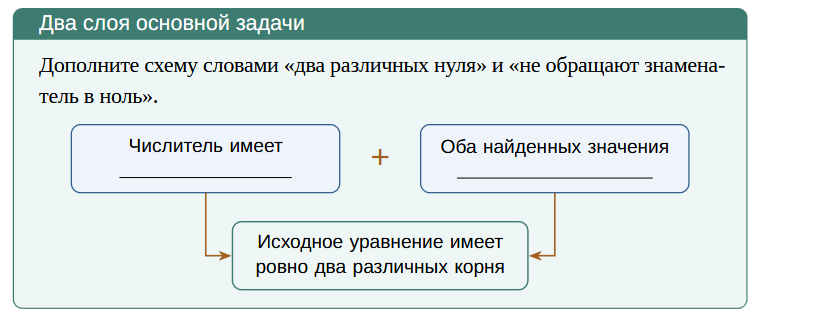 Два слоя основной задачи
Дополните схему словами «два различных нуля» и «не обращают знамена-
тель в ноль».
Числитель имеет
+
Оба найденных значения
Исходное уравнение имеет
ровно два различных корня